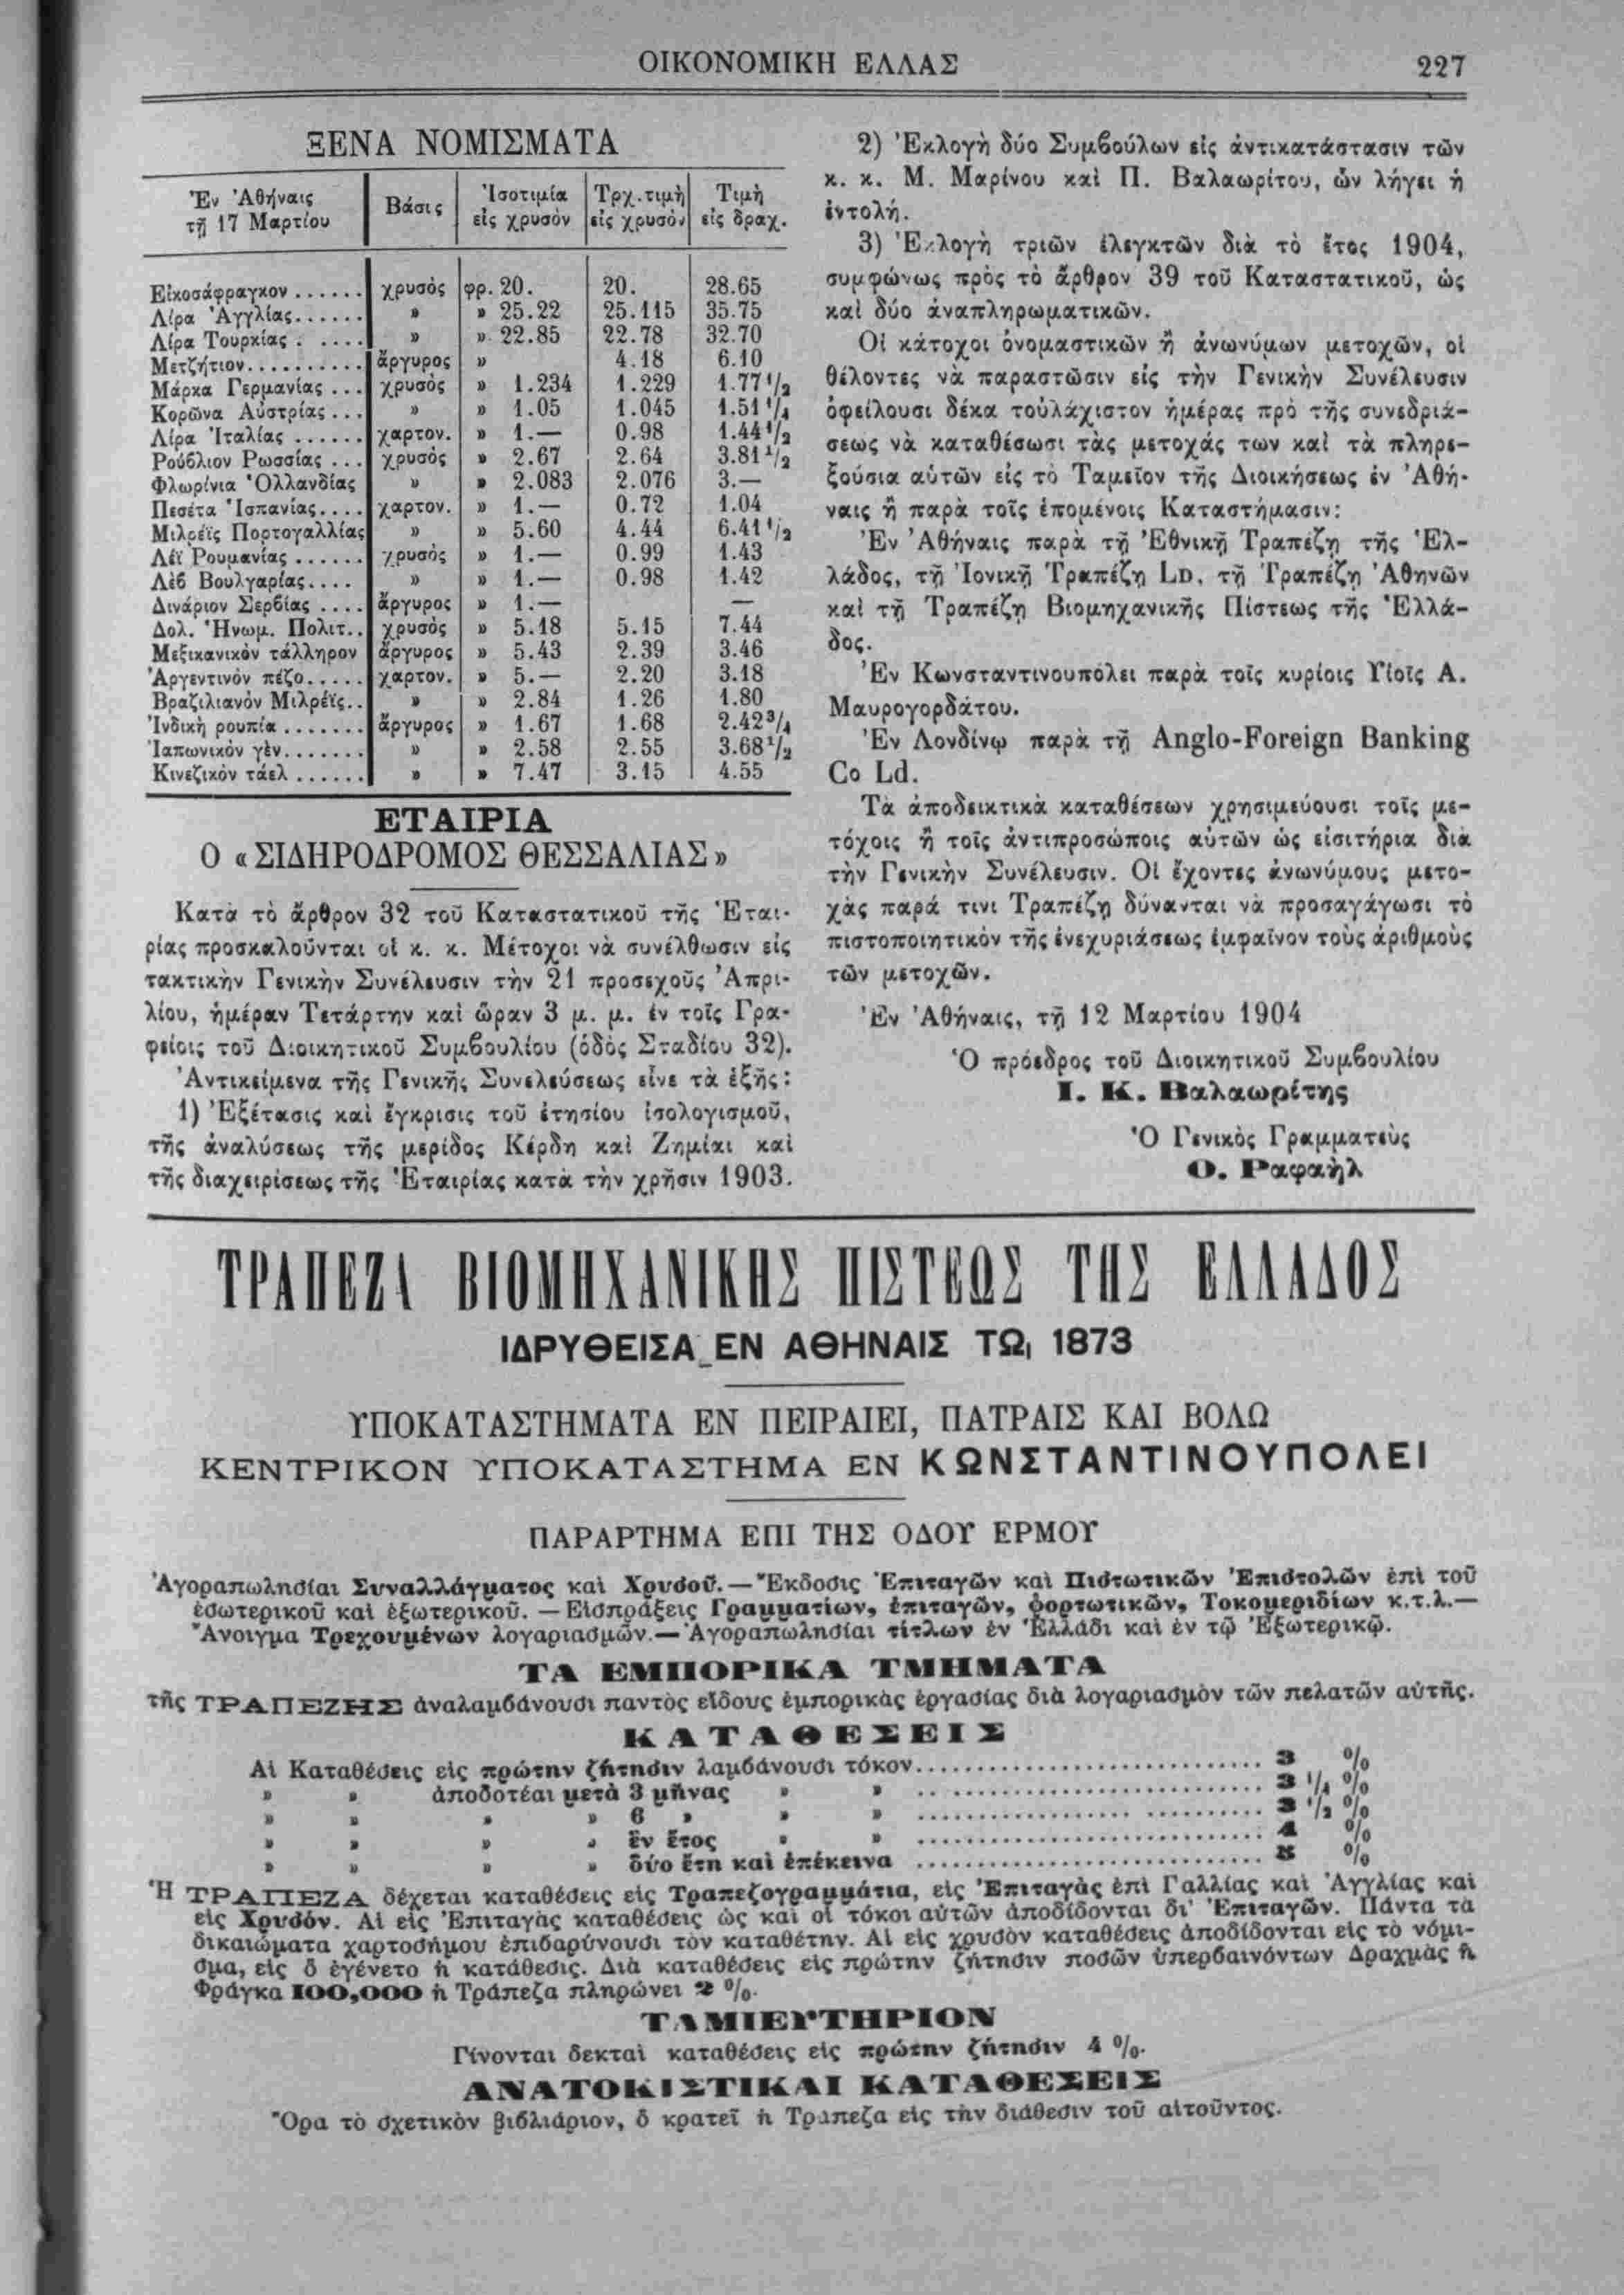 ΟΙΚΟΝΟΜΙΚΗ ΕΛΛΑΣ 227
ΞΕΝΑ ΝΟΜΙΣΜΑΤΑ
Ἐν Ἀθήναις τῇ 17 Μαρτίου | Βάσις | Ἰσοτιμία εἰς χρυσὸν | Τρχ. τιμὴ εἰς χρυσὸν | Τιμὴ εἰς δραχ.
Εἰκοσάφραγκον...... χρυσὸς φρ. 20. 20. 28.65
Λίρα Ἀγγλίας...... » » 25.22 25.115 35.75
Λίρα Τουρκίας..... » » 22.85 22.78 32.70
Μετζήτιον.......... ἄργυρος » 4.18 6.10
Μάρκα Γερμανίας... χρυσὸς » 1.234 1.229 1.77 1/2
Κορῶνα Αὐστρίας... » » 1.05 1.045 1.51 1/4
Λίρα Ἰταλίας...... χαρτον. » 1.— 0.98 1.44 1/2
Ρούβλιον Ρωσσίας... χρυσὸς » 2.67 2.64 3.81 1/2
Φλωρίνια Ὁλλανδίας » » 2.083 2.076 3.—
Πεσέτα Ἱσπανίας.... χαρτον. » 1.— 0.72 1.04
Μιλρέϊς Πορτογαλλίας » » 5.60 4.44 6.41 1/2
Λέϊ Ρουμανίας...... χρυσὸς » 1.— 0.99 1.43
Λὲβ Βουλγαρίας.... » » 1.— 0.98 1.42
Δινάριον Σερβίας.... ἄργυρος » 1.— —
Δολ. Ἡνωμ. Πολιτ.. χρυσὸς » 5.18 5.15 7.44
Μεξικανικὸν τάλληρον ἄργυρος » 5.43 2.39 3.46
Ἀργεντινὸν πέζο..... χαρτον. » 5.— 2.20 3.18
Βραζιλιανὸν Μιλρέϊς.. » » 2.84 1.26 1.80
Ἰνδικὴ ρουπία....... ἄργυρος » 1.67 1.68 2.42 3/4
Ἰαπωνικὸν γὲν....... » » 2.58 2.55 3.68 1/2
Κινεζικὸν τάελ...... » » 7.47 3.15 4.55
ΕΤΑΙΡΙΑ
Ο «ΣΙΔΗΡΟΔΡΟΜΟΣ ΘΕΣΣΑΛΙΑΣ»
Κατὰ τὸ ἄρθρον 32 τοῦ Καταστατικοῦ τῆς Ἑται-
ρίας προσκαλοῦνται οἱ κ. κ. Μέτοχοι νὰ συνέλθωσιν εἰς
τακτικὴν Γενικὴν Συνέλευσιν τὴν 21 προσεχοῦς Ἀπρι-
λίου, ἡμέραν Τετάρτην καὶ ὥραν 3 μ. μ. ἐν τοῖς Γρα-
φείοις τοῦ Διοικητικοῦ Συμβουλίου (ὁδὸς Σταδίου 32).
Ἀντικείμενα τῆς Γενικῆς Συνελεύσεως εἶνε τὰ ἑξῆς:
1) Ἐξέτασις καὶ ἔγκρισις τοῦ ἐτησίου ἰσολογισμοῦ,
τῆς ἀναλύσεως τῆς μερίδος Κέρδη καὶ Ζημίαι καὶ
τῆς διαχειρίσεως τῆς Ἑταιρίας κατὰ τὴν χρῆσιν 1903.
2) Ἐκλογὴ δύο Συμβούλων εἰς ἀντικατάστασιν τῶν
κ. κ. Μ. Μαρίνου καὶ Π. Βαλαωρίτου, ὧν λήγει ἡ
ἐντολή.
3) Ἐκλογὴ τριῶν ἐλεγκτῶν διὰ τὸ ἔτος 1904,
συμφώνως πρὸς τὸ ἄρθρον 39 τοῦ Καταστατικοῦ, ὡς
καὶ δύο ἀναπληρωματικῶν.
Οἱ κάτοχοι ὀνομαστικῶν ἢ ἀνωνύμων μετοχῶν, οἱ
θέλοντες νὰ παραστῶσιν εἰς τὴν Γενικὴν Συνέλευσιν
ὀφείλουσι δέκα τοὐλάχιστον ἡμέρας πρὸ τῆς συνεδριά-
σεως νὰ καταθέσωσι τὰς μετοχάς των καὶ τὰ πληρε-
ξούσια αὐτῶν εἰς τὸ Ταμεῖον τῆς Διοικήσεως ἐν Ἀθή-
ναις ἢ παρὰ τοῖς ἑπομένοις Καταστήμασιν:
Ἐν Ἀθήναις παρὰ τῇ Ἐθνικῇ Τραπέζῃ τῆς Ἑλ-
λάδος, τῇ Ἰονικῇ Τραπέζῃ LD, τῇ Τραπέζῃ Ἀθηνῶν
καὶ τῇ Τραπέζῃ Βιομηχανικῆς Πίστεως τῆς Ἑλλά-
δος.
Ἐν Κωνσταντινουπόλει παρὰ τοῖς κυρίοις Υἱοῖς Α.
Μαυρογορδάτου.
Ἐν Λονδίνῳ παρὰ τῇ Anglo-Foreign Banking
Co Ld.
Τὰ ἀποδεικτικὰ καταθέσεων χρησιμεύουσι τοῖς με-
τόχοις ἢ τοῖς ἀντιπροσώποις αὐτῶν ὡς εἰσιτήρια διὰ
τὴν Γενικὴν Συνέλευσιν. Οἱ ἔχοντες ἀνωνύμους μετο-
χὰς παρά τινι Τραπέζῃ δύνανται νὰ προσαγάγωσι τὸ
πιστοποιητικὸν τῆς ἐνεχυριάσεως ἐμφαῖνον τοὺς ἀριθμοὺς
τῶν μετοχῶν.
Ἐν Ἀθήναις, τῇ 12 Μαρτίου 1904
Ὁ πρόεδρος τοῦ Διοικητικοῦ Συμβουλίου
Ι. Κ. Βαλαωρίτης
Ὁ Γενικὸς Γραμματεὺς
Ο. Ραφαὴλ
ΤΡΑΠΕΖΑ ΒΙΟΜΗΧΑΝΙΚΗΣ ΠΙΣΤΕΩΣ ΤΗΣ ΕΛΛΑΔΟΣ
ΙΔΡΥΘΕΙΣΑ ΕΝ ΑΘΗΝΑΙΣ ΤΩι 1873
ΥΠΟΚΑΤΑΣΤΗΜΑΤΑ ΕΝ ΠΕΙΡΑΙΕΙ, ΠΑΤΡΑΙΣ ΚΑΙ ΒΟΛΩ
ΚΕΝΤΡΙΚΟΝ ΥΠΟΚΑΤΑΣΤΗΜΑ ΕΝ ΚΩΝΣΤΑΝΤΙΝΟΥΠΟΛΕΙ
ΠΑΡΑΡΤΗΜΑ ΕΠΙ ΤΗΣ ΟΔΟΥ ΕΡΜΟΥ
Ἀγοραπωλησίαι Συναλλάγματος καὶ Χρυσοῦ.—Ἔκδοσις Ἐπιταγῶν καὶ Πιστωτικῶν Ἐπιστολῶν ἐπὶ τοῦ
ἐσωτερικοῦ καὶ ἐξωτερικοῦ. — Εἰσπράξεις Γραμματίων, ἐπιταγῶν, φορτωτικῶν, Τοκομεριδίων κ.τ.λ.—
Ἄνοιγμα Τρεχουμένων λογαριασμῶν.—Ἀγοραπωλησίαι τίτλων ἐν Ἑλλάδι καὶ ἐν τῷ Ἐξωτερικῷ.
ΤΑ ΕΜΠΟΡΙΚΑ ΤΜΗΜΑΤΑ
τῆς ΤΡΑΠΕΖΗΣ ἀναλαμβάνουσι παντὸς εἴδους ἐμπορικὰς ἐργασίας διὰ λογαριασμὸν τῶν πελατῶν αὐτῆς.
ΚΑΤΑΘΕΣΕΙΣ
Αἱ Καταθέσεις εἰς πρώτην ζήτησιν λαμβάνουσι τόκον........ 3 %
» » ἀποδοτέαι μετὰ 3 μῆνας » » ........ 3 1/4 %
» » » » 6 » » » ........ 3 1/2 %
» » » » ἓν ἔτος » » ........ 4 %
» » » » δύο ἔτη καὶ ἐπέκεινα ........ 5 %
Ἡ ΤΡΑΠΕΖΑ δέχεται καταθέσεις εἰς Τραπεζογραμμάτια, εἰς Ἐπιταγὰς ἐπὶ Γαλλίας καὶ Ἀγγλίας καὶ
εἰς Χρυσόν. Αἱ εἰς Ἐπιταγὰς καταθέσεις ὡς καὶ οἱ τόκοι αὐτῶν ἀποδίδονται δι' Ἐπιταγῶν. Πάντα τὰ
δικαιώματα χαρτοσήμου ἐπιβαρύνουσι τὸν καταθέτην. Αἱ εἰς χρυσὸν καταθέσεις ἀποδίδονται εἰς τὸ νόμι-
σμα, εἰς ὃ ἐγένετο ἡ κατάθεσις. Διὰ καταθέσεις εἰς πρώτην ζήτησιν ποσῶν ὑπερβαινόντων Δραχμὰς ἢ
Φράγκα 100,000 ἡ Τράπεζα πληρώνει 2 %.
ΤΑΜΙΕΥΤΗΡΙΟΝ
Γίνονται δεκταὶ καταθέσεις εἰς πρώτην ζήτησιν 4 %.
ΑΝΑΤΟΚΙΣΤΙΚΑΙ ΚΑΤΑΘΕΣΕΙΣ
Ὅρα τὸ σχετικὸν βιβλιάριον, ὃ κρατεῖ ἡ Τράπεζα εἰς τὴν διάθεσιν τοῦ αἰτοῦντος.